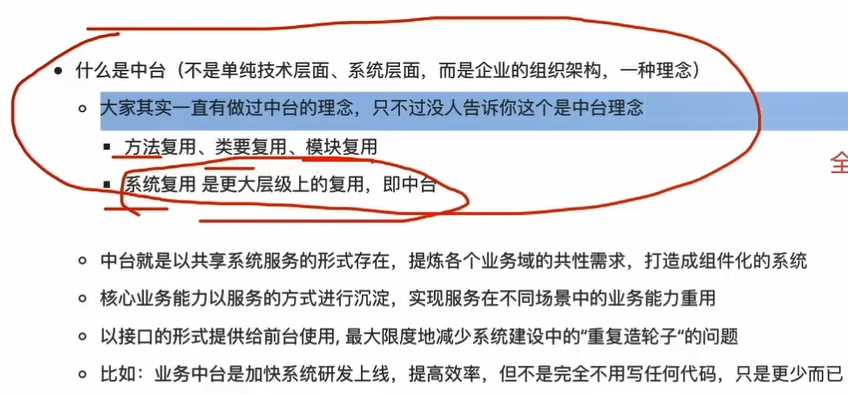 什么是中台（不是单纯技术层面、系统层面，而是企业的组织架构，一种理念）
大家其实一直有做过中台的理念，只不过没人告诉你这个是中台理念
方法复用、类要复用、模块复用
全
系统复用 是更大层级上的复用，即中台
中台就是以共享系统服务的形式存在，提炼各个业务域的共性需求，打造成组件化的系统
核心业务能力以服务的方式进行沉淀，实现服务在不同场景中的业务能力重用
以接口的形式提供给前台使用, 最大限度地减少系统建设中的“重复造轮子“的问题
比如：业务中台是加快系统研发上线，提高效率，但不是完全不用写任何代码，只是更少而已